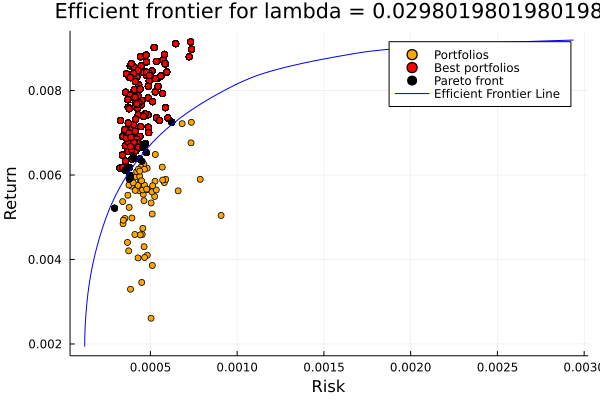 Efficient frontier for lambda = 0.0298019801980198
Portfolios
Best portfolios
Pareto front
Efficient Frontier Line
Return
0.008
0.006
0.004
0.002
0.0005
0.0010
0.0015
0.0020
0.0025
0.0030
Risk